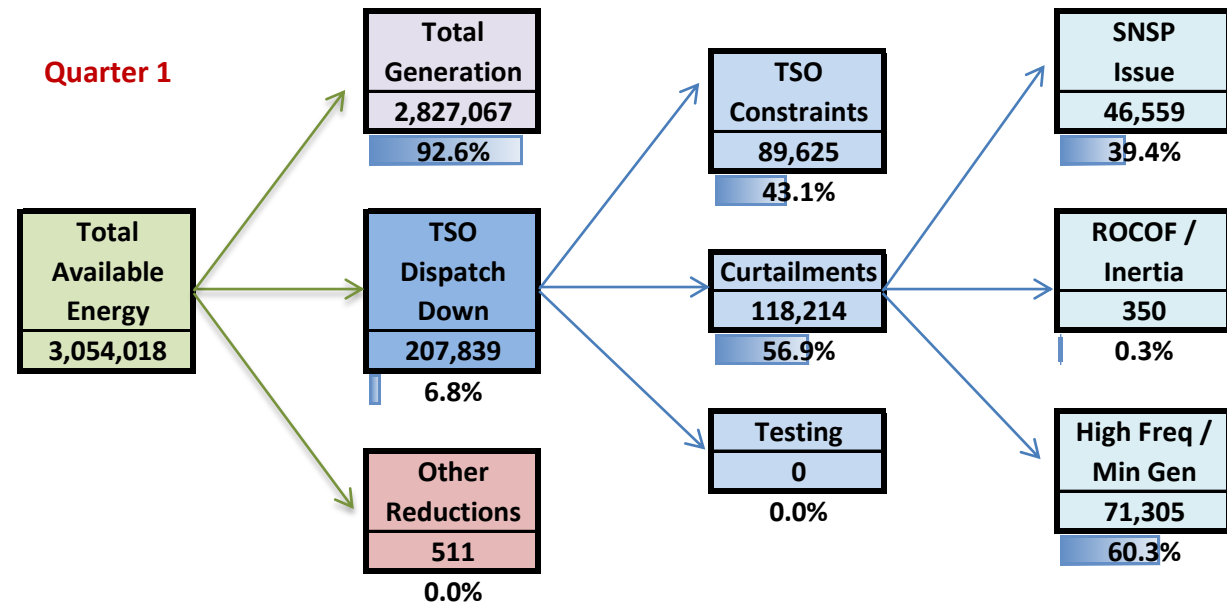 Quarter 1
Total
Available
Energy
3,054,018
Total
Generation
2,827,067
92.6%
TSO
Dispatch
Down
207,839
6.8%
Other
Reductions
511
0.0%
TSO
Constraints
89,625
43.1%
Curtailments
118,214
56.9%
Testing
0
0.0%
SNSP
Issue
46,559
39.4%
ROCOF /
Inertia
350
0.3%
High Freq /
Min Gen
71,305
60.3%